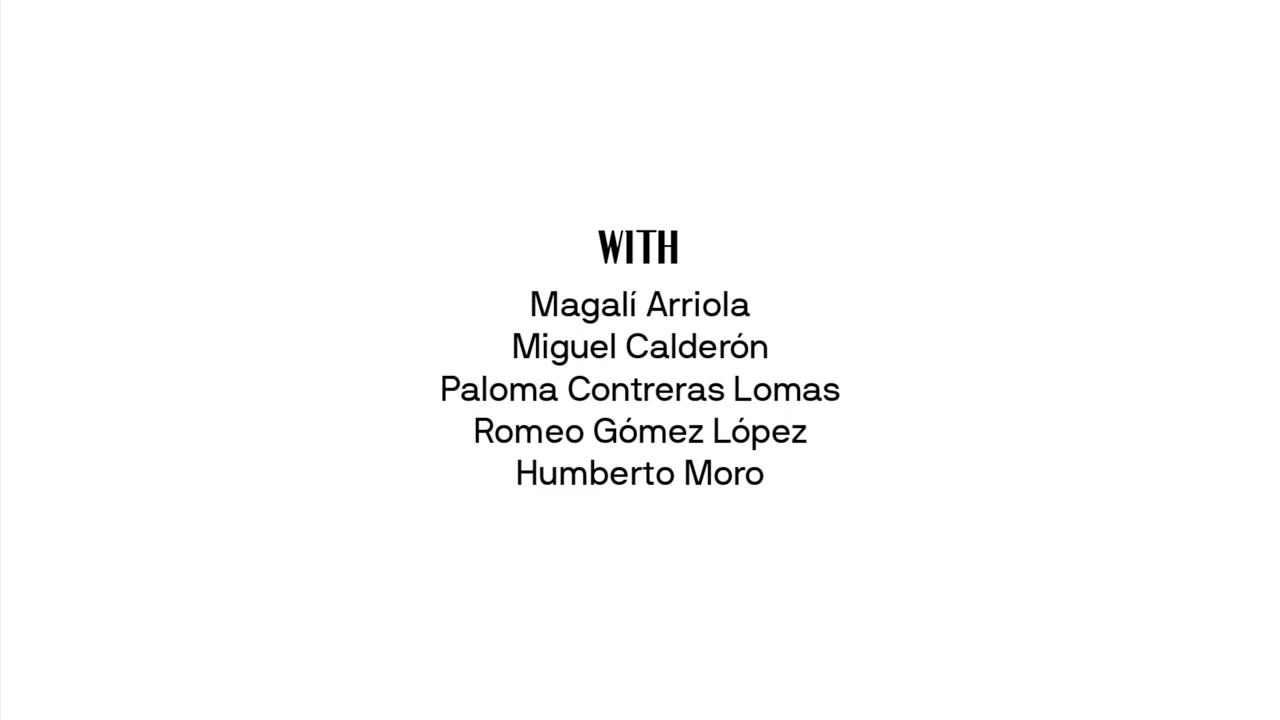 WITH
Magalí Arriola
Miguel Calderón
Paloma Contreras Lomas
Romeo Gómez López
Humberto Moro